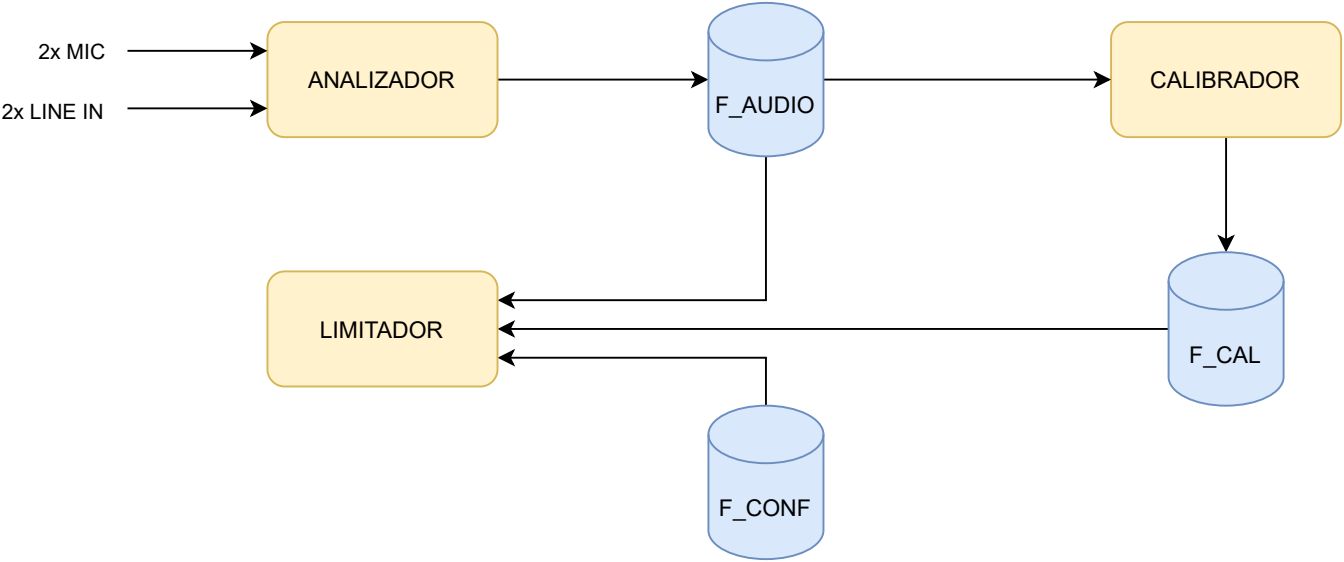 2x MIC
2x LINE IN
ANALIZADOR
F_AUDIO
CALIBRADOR
LIMITADOR
F_CAL
F_CONF